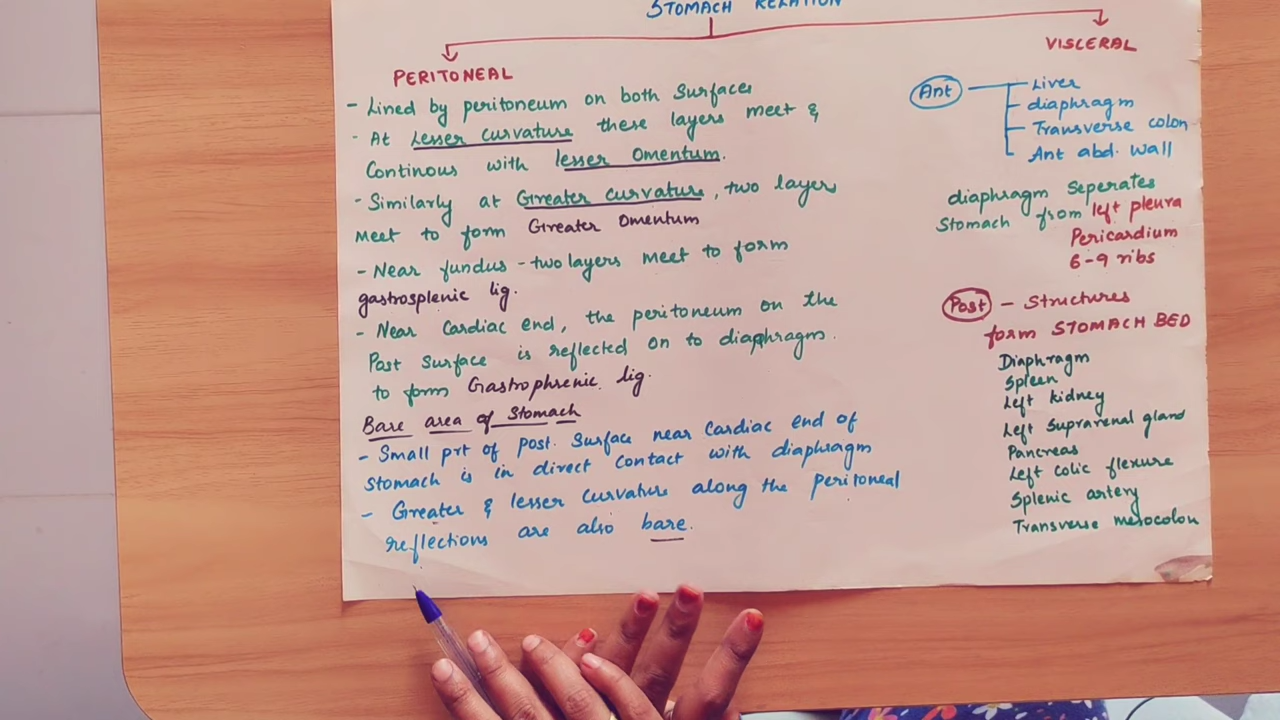 STOMACH RELATION
PERITONEAL
- Lined by peritoneum on both Surfaces
- At Lesser curvature these layers meet &
Continous with lesser Omentum.
- Similarly at Greater curvature, two layers
meet to form Greater Omentum
- Near fundus - two layers meet to form
gastrosplenic lig.
- Near Cardiac end, the peritoneum on the
Post Surface is reflected on to diaphragm.
to form Gastrophrenic lig.
Bare area of Stomach
- Small prt of post. Surface near Cardiac end of
Stomach is in direct Contact with diaphragm
- Greater & lesser Curvature along the peritoneal
reflections are also bare.
VISCERAL
Ant - Liver
- diaphragm
- Transverse colon
- Ant abd. wall
diaphragm Seperates
Stomach from left pleura
Pericardium
6-9 ribs
Post - Structures
form STOMACH BED
Diaphragm
Spleen
Left kidney
Left Suprarenal gland
Pancreas
Left colic flexure
Splenic artery
Transverse mesocolon